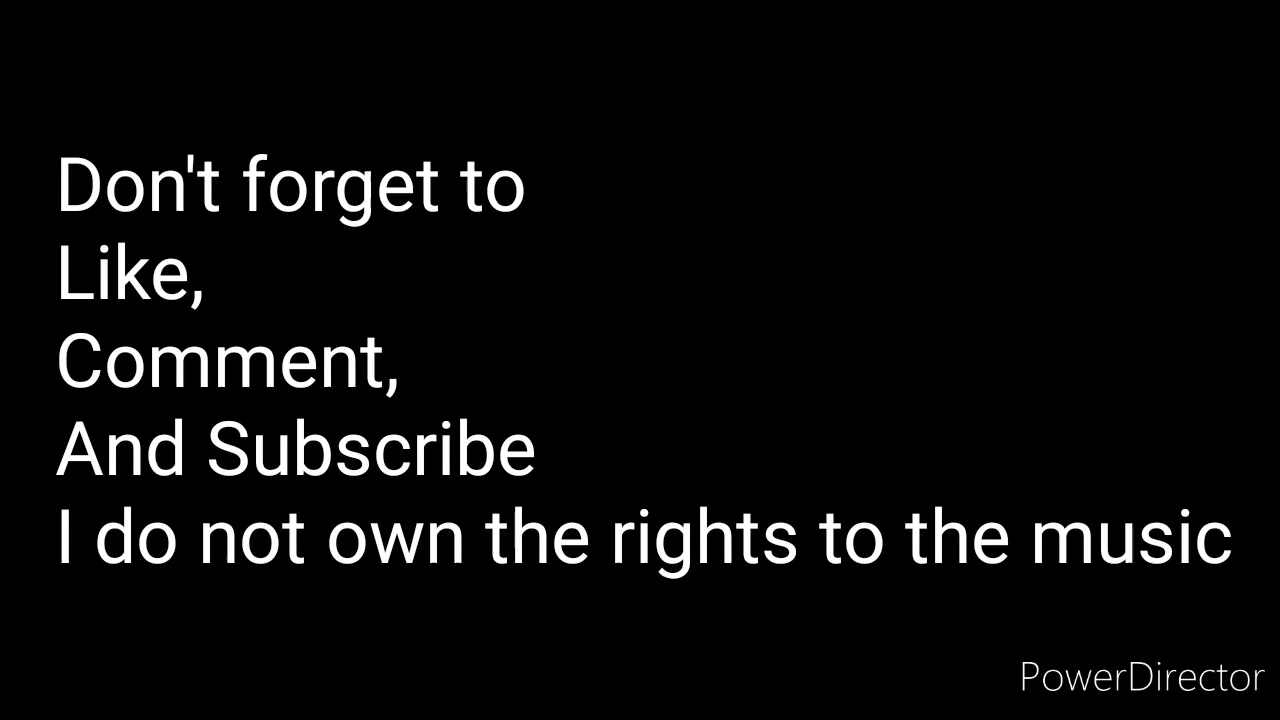 Don't forget to
Like,
Comment,
And Subscribe
I do not own the rights to the music
PowerDirector